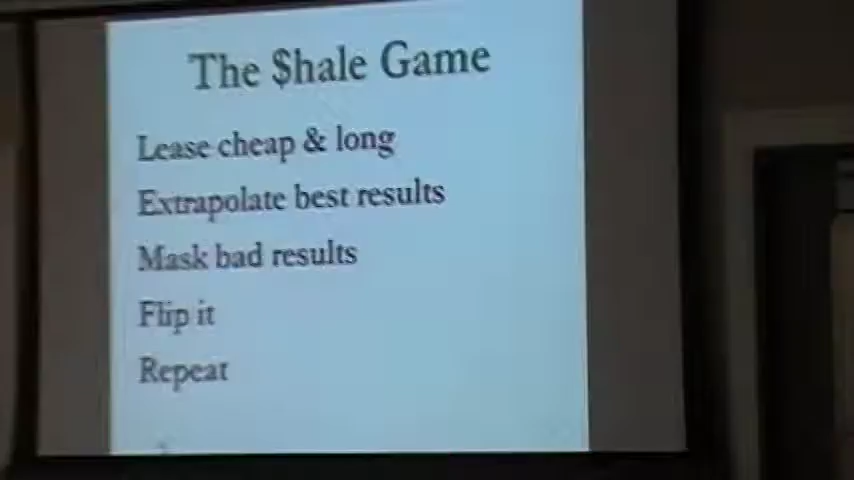 The $hale Game
Lease cheap & long
Extrapolate best results
Mask bad results
Flip it
Repeat